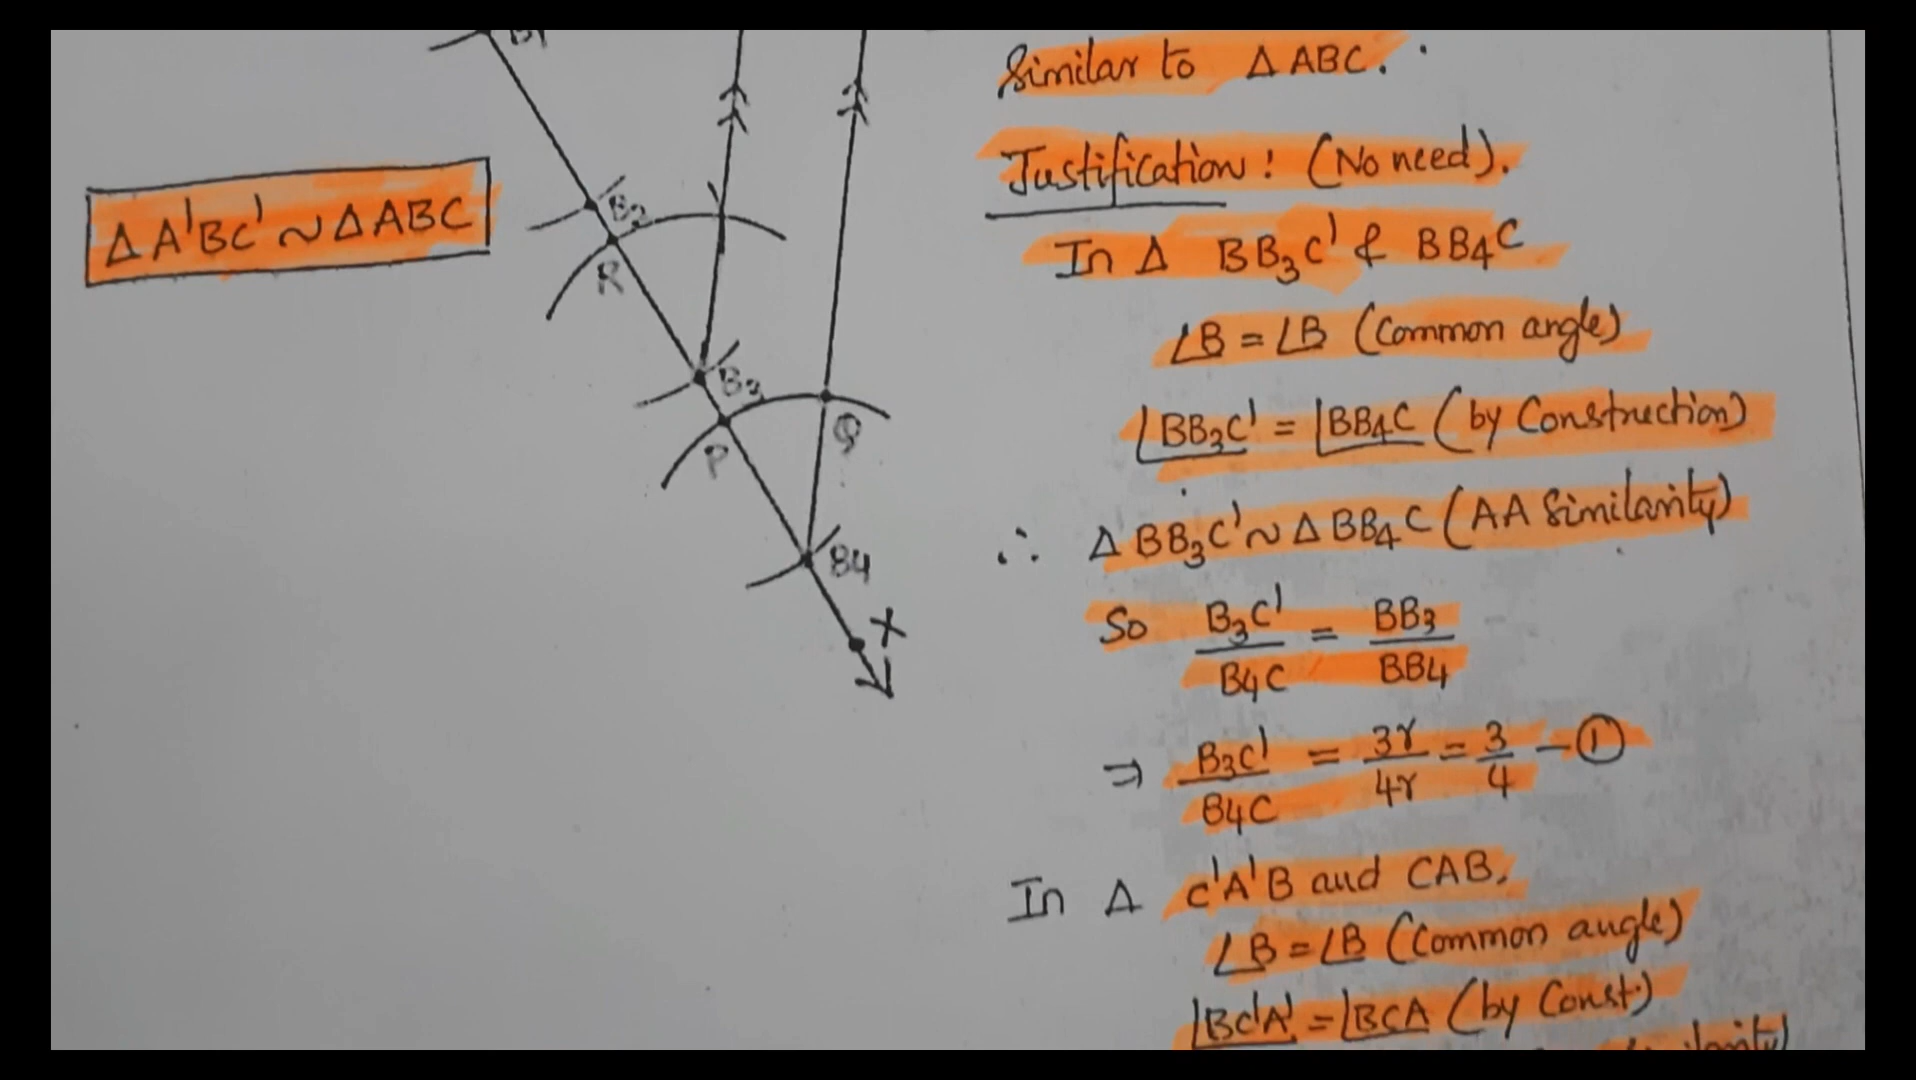 B1
B2
R
B3
P
Q
B4
X
Δ A'BC' ~ Δ ABC
Similar to Δ ABC.
Justification: (No need).
In Δ BB3C' & BB4C
∠B = ∠B (Common angle)
∠BB3C' = ∠BB4C (by Construction)
∴ Δ BB3C' ~ Δ BB4C (AA Similarity)
So B3C'/B4C = BB3/BB4
⇒ B3C'/B4C = 3r/4r = 3/4 - ①
In Δ C'A'B and CAB,
∠B = ∠B (Common angle)
∠BC'A' = ∠BCA (by Const.)